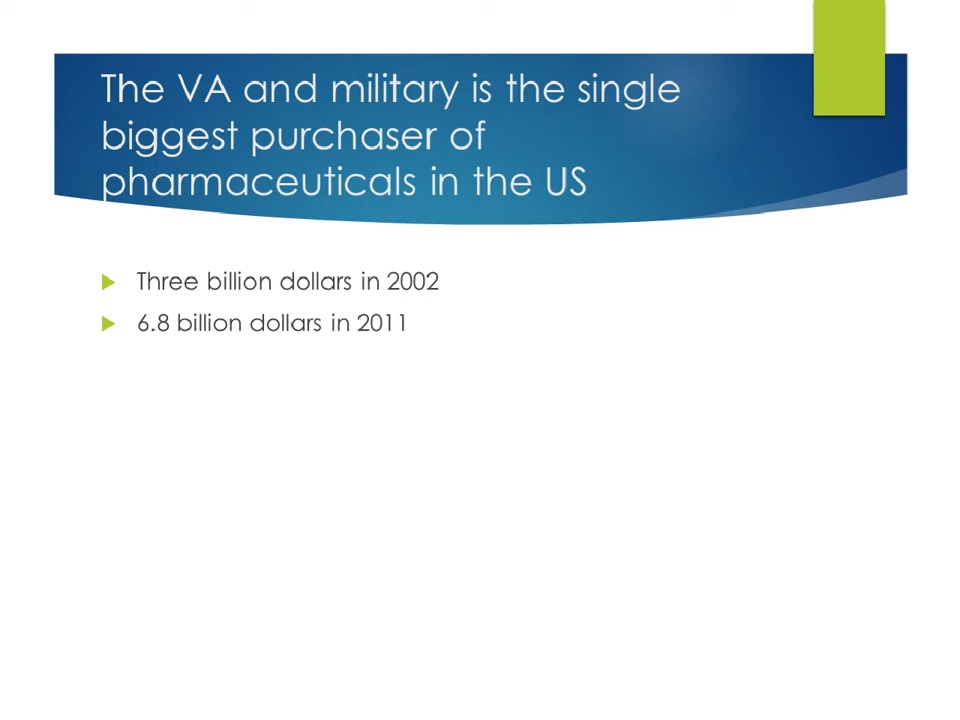 The VA and military is the single
biggest purchaser of
pharmaceuticals in the US
Three billion dollars in 2002
6.8 billion dollars in 2011